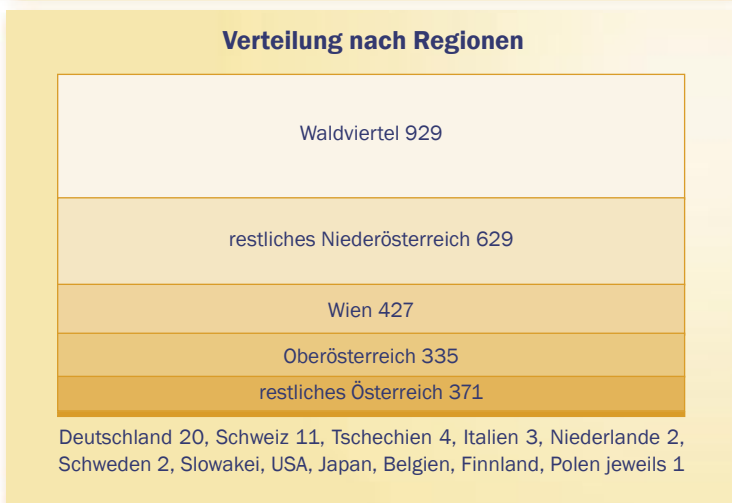 Verteilung nach Regionen
Waldviertel 929
restliches Niederösterreich 629
Wien 427
Oberösterreich 335
restliches Österreich 371
Deutschland 20, Schweiz 11, Tschechien 4, Italien 3, Niederlande 2,
Schweden 2, Slowakei, USA, Japan, Belgien, Finnland, Polen jeweils 1